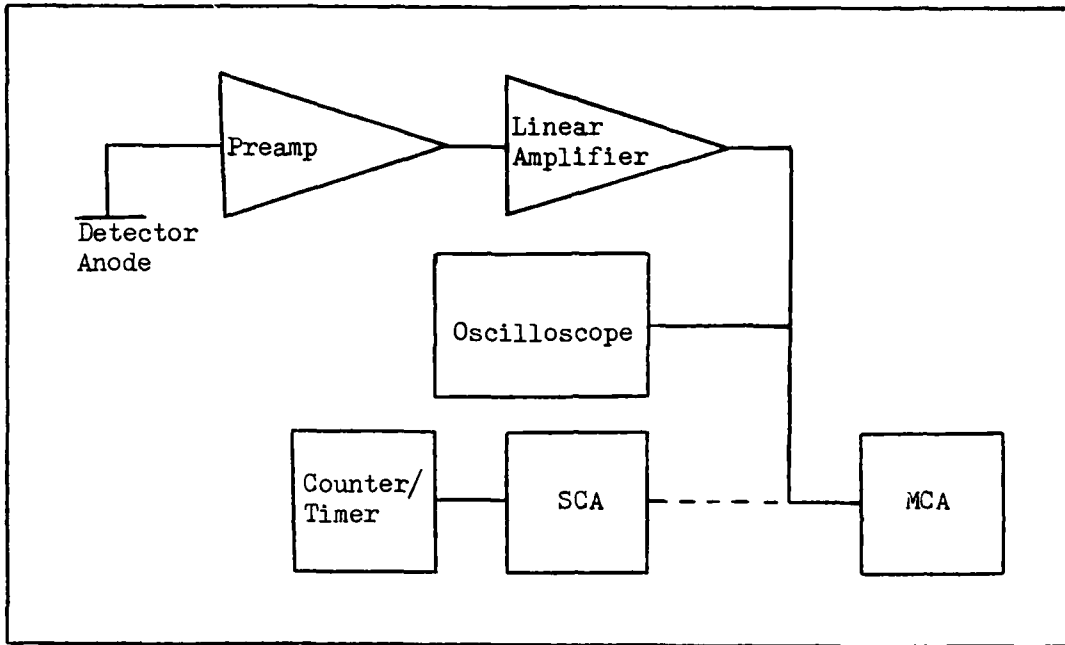 Preamp
Linear
Amplifier
Detector
Anode
Oscilloscope
Counter/
Timer
SCA
MCA